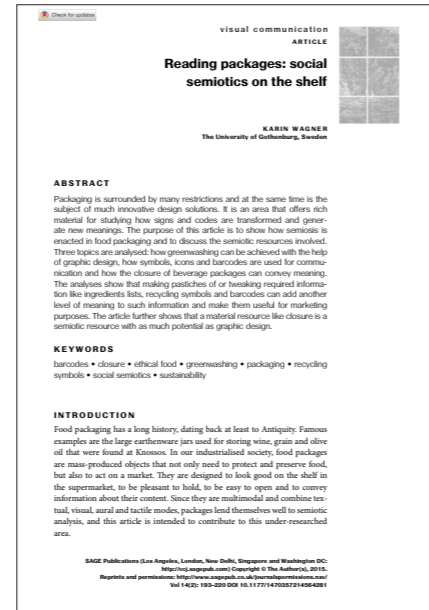 Check for updates
visual communication
ARTICLE
Reading packages: social
semiotics on the shelf
KARIN WAGNER
The University of Gothenburg, Sweden
ABSTRACT
Packaging is surrounded by many restrictions and at the same time is the
subject of much innovative design solutions. It is an area that offers rich
material for studying how signs and codes are transformed and gener-
ate new meanings. The purpose of this article is to show how semiosis is
enacted in food packaging and to discuss the semiotic resources involved.
Three topics are analysed: how greenwashing can be achieved with the help
of graphic design, how symbols, icons and barcodes are used for commu-
nication and how the closure of beverage packages can convey meaning.
The analyses show that making pastiches of or tweaking required informa-
tion like ingredients lists, recycling symbols and barcodes can add another
level of meaning to such information and make them useful for marketing
purposes. The article further shows that a material resource like closure is a
semiotic resource with as much potential as graphic design.
KEYWORDS
barcodes • closure • ethical food • greenwashing • packaging • recycling
symbols • social semiotics • sustainability
INTRODUCTION
Food packaging has a long history, dating back at least to Antiquity. Famous
examples are the large earthenware jars used for storing wine, grain and olive
oil that were found at Knossos. In our industrialised society, food packages
are mass-produced objects that not only need to protect and preserve food,
but also to act on a market. They are designed to look good on the shelf in
the supermarket, to be pleasant to hold, to be easy to open and to convey
information about their content. Since they are multimodal and combine tex-
tual, visual, aural and tactile modes, packages lend themselves well to semiotic
analysis, and this article is intended to contribute to this under-researched
area.
SAGE Publications (Los Angeles, London, New Delhi, Singapore and Washington DC:
http://vcj.sagepub.com) Copyright © The Author(s), 2015.
Reprints and permissions: http://www.sagepub.co.uk/journalspermissions.nav/
Vol 14(2): 193–220 DOI 10.1177/1470357214564281